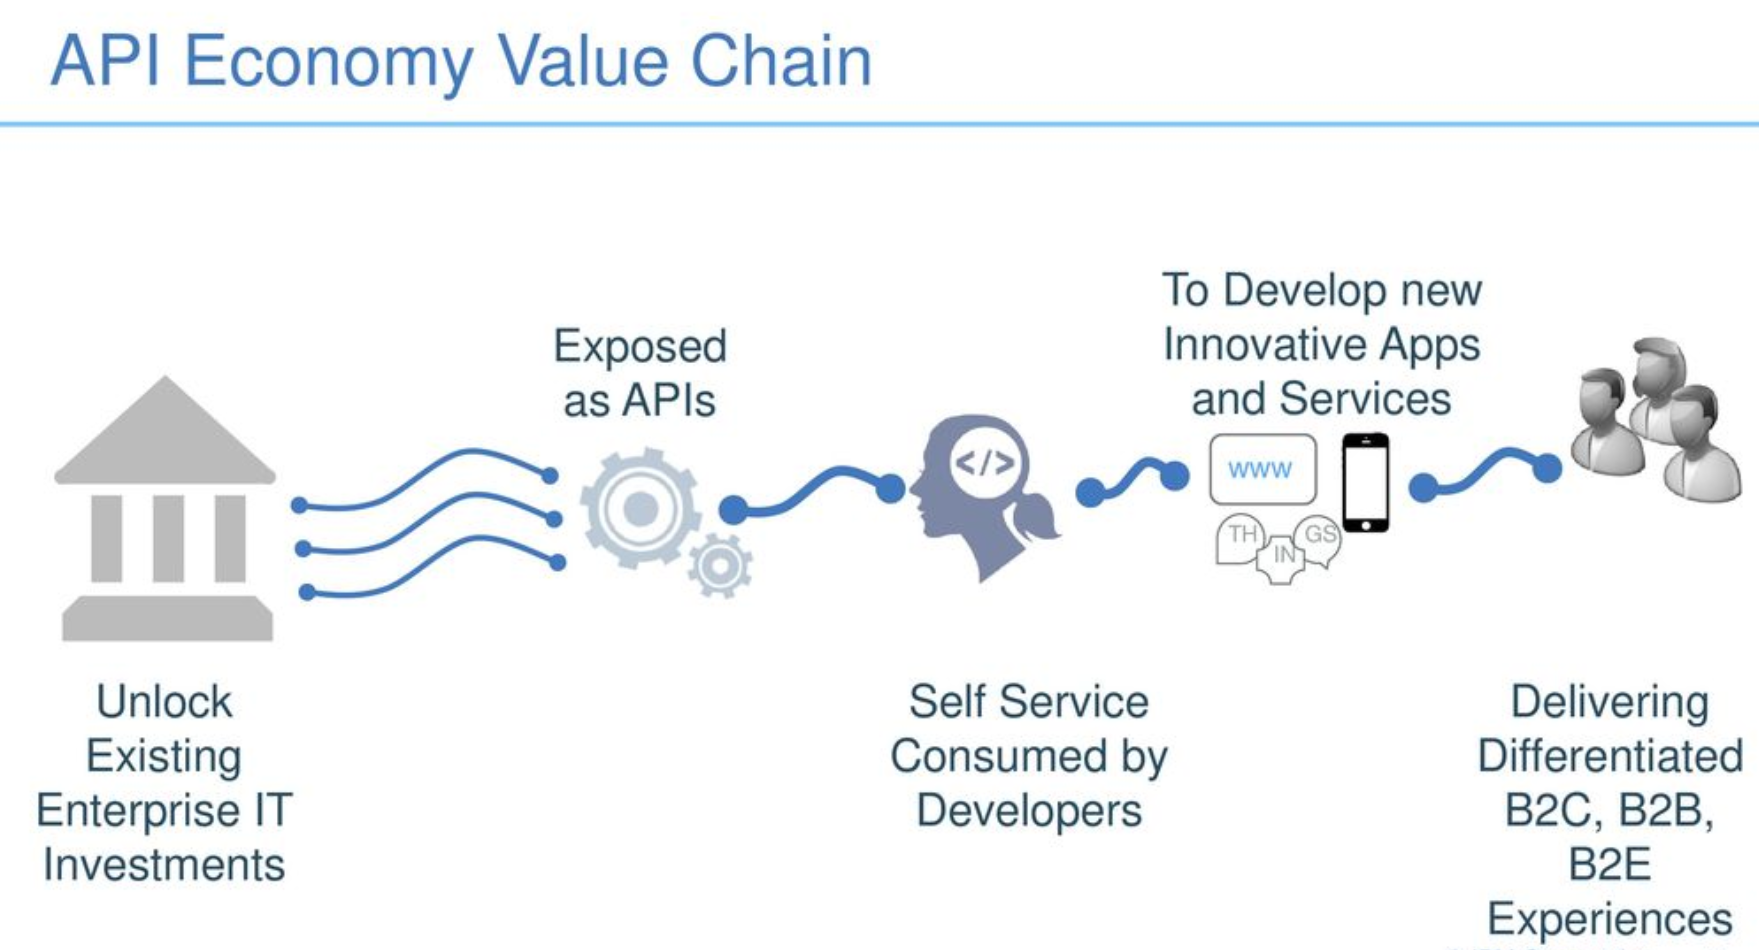 API Economy Value Chain
Unlock
Existing
Enterprise IT
Investments
Exposed
as APIs
</>
Self Service
Consumed by
Developers
To Develop new
Innovative Apps
and Services
www
TH
IN
GS
Delivering
Differentiated
B2C, B2B,
B2E
Experiences